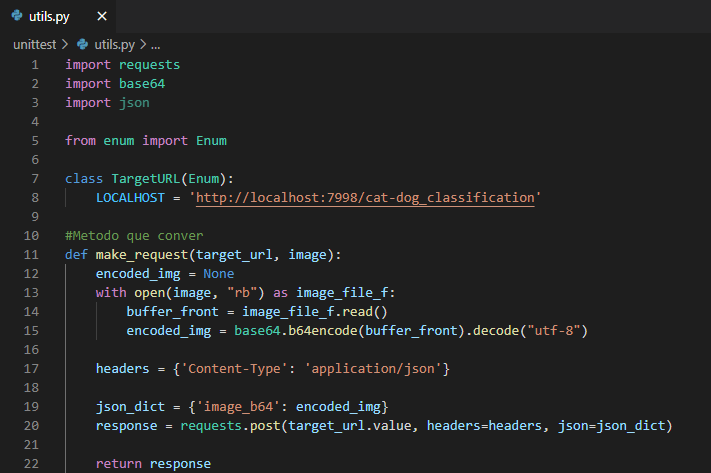 utils.py ×
unittest > utils.py > ...
1 import requests
2 import base64
3 import json
4
5 from enum import Enum
6
7 class TargetURL(Enum):
8     LOCALHOST = 'http://localhost:7998/cat-dog_classification'
9
10 #Metodo que conver
11 def make_request(target_url, image):
12     encoded_img = None
13     with open(image, "rb") as image_file_f:
14         buffer_front = image_file_f.read()
15         encoded_img = base64.b64encode(buffer_front).decode("utf-8")
16
17     headers = {'Content-Type': 'application/json'}
18
19     json_dict = {'image_b64': encoded_img}
20     response = requests.post(target_url.value, headers=headers, json=json_dict)
21
22     return response